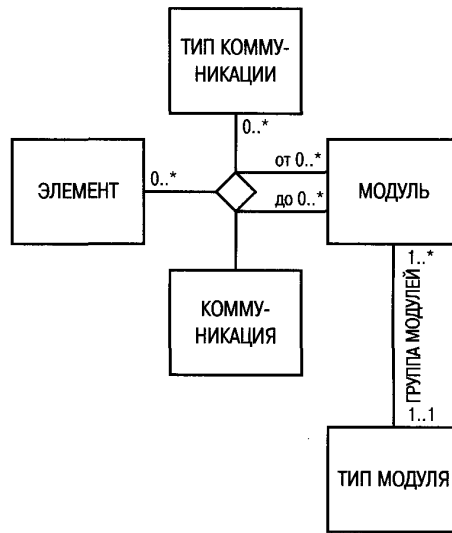 ТИП КОММУ-
НИКАЦИИ
0..*
ЭЛЕМЕНТ
0..*
от 0..*
до 0..*
МОДУЛЬ
КОММУ-
НИКАЦИЯ
1..*
ГРУППА МОДУЛЕЙ
1..1
ТИП МОДУЛЯ